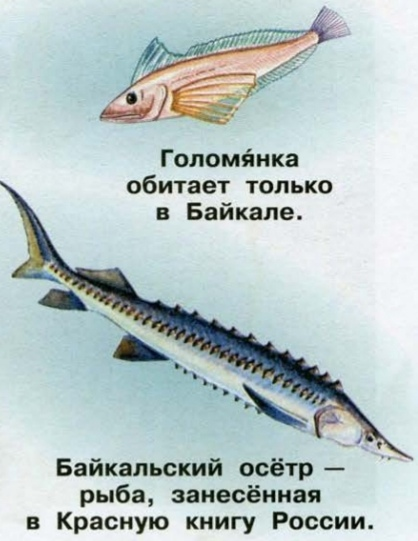 Голомя́нка
обитает только
в Байкале.
Байкальский осётр —
рыба, занесённая
в Красную книгу России.